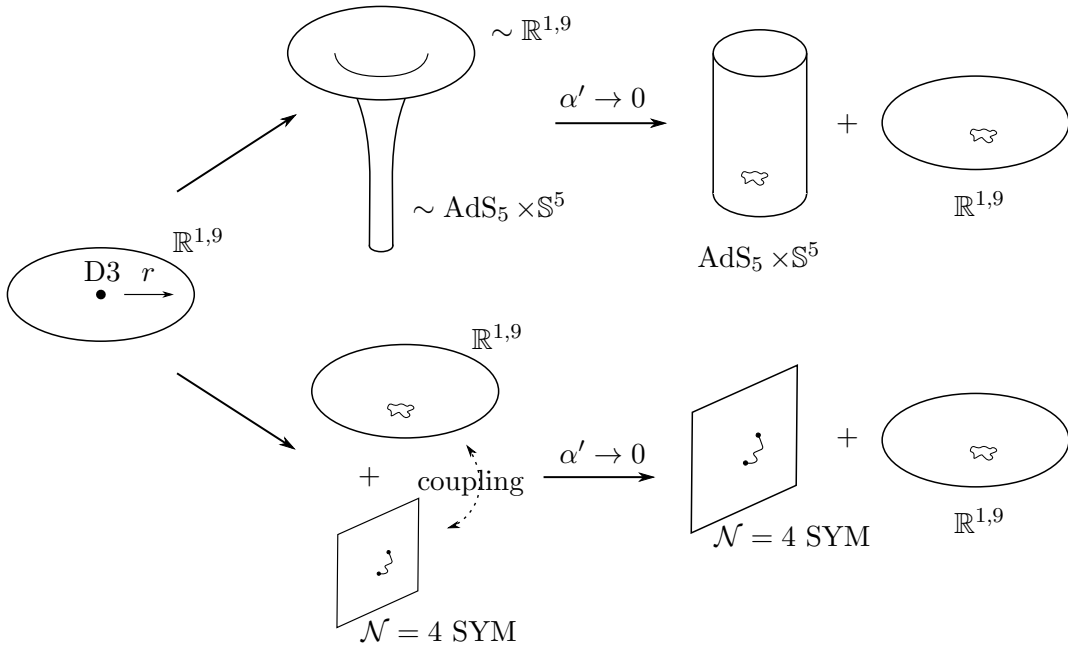 ∼ ℝ^{1,9}
α′ → 0
+
∼ AdS₅ × 𝕊⁵
ℝ^{1,9}
AdS₅ × 𝕊⁵
ℝ^{1,9}
D3
r
ℝ^{1,9}
α′ → 0
+
+
coupling
ℝ^{1,9}
𝒩 = 4 SYM
𝒩 = 4 SYM